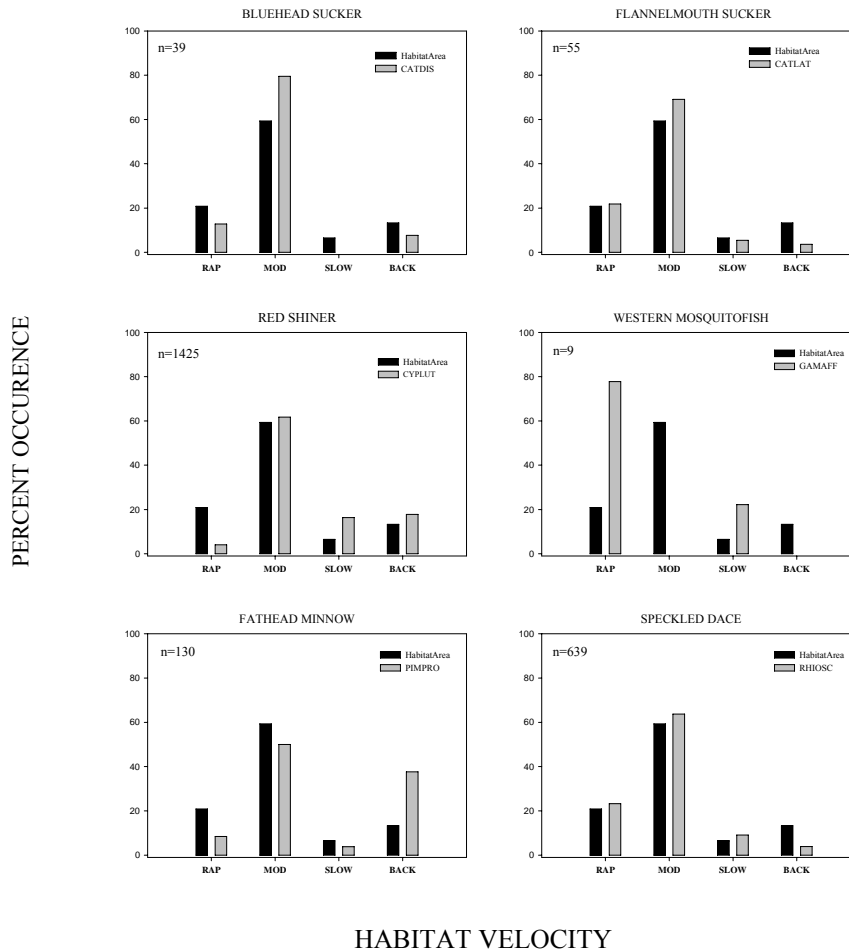 BLUEHEAD SUCKER
n=39
HabitatArea
CATDIS
100
80
60
40
20
0
RAP MOD SLOW BACK
FLANNELMOUTH SUCKER
n=55
HabitatArea
CATLAT
100
80
60
40
20
0
RAP MOD SLOW BACK
PERCENT OCCURENCE
RED SHINER
n=1425
HabitatArea
CYPLUT
100
80
60
40
20
0
RAP MOD SLOW BACK
WESTERN MOSQUITOFISH
n=9
HabitatArea
GAMAFF
100
80
60
40
20
0
RAP MOD SLOW BACK
FATHEAD MINNOW
n=130
HabitatArea
PIMPRO
100
80
60
40
20
0
RAP MOD SLOW BACK
SPECKLED DACE
n=639
HabitatArea
RHIOSC
100
80
60
40
20
0
RAP MOD SLOW BACK
HABITAT VELOCITY